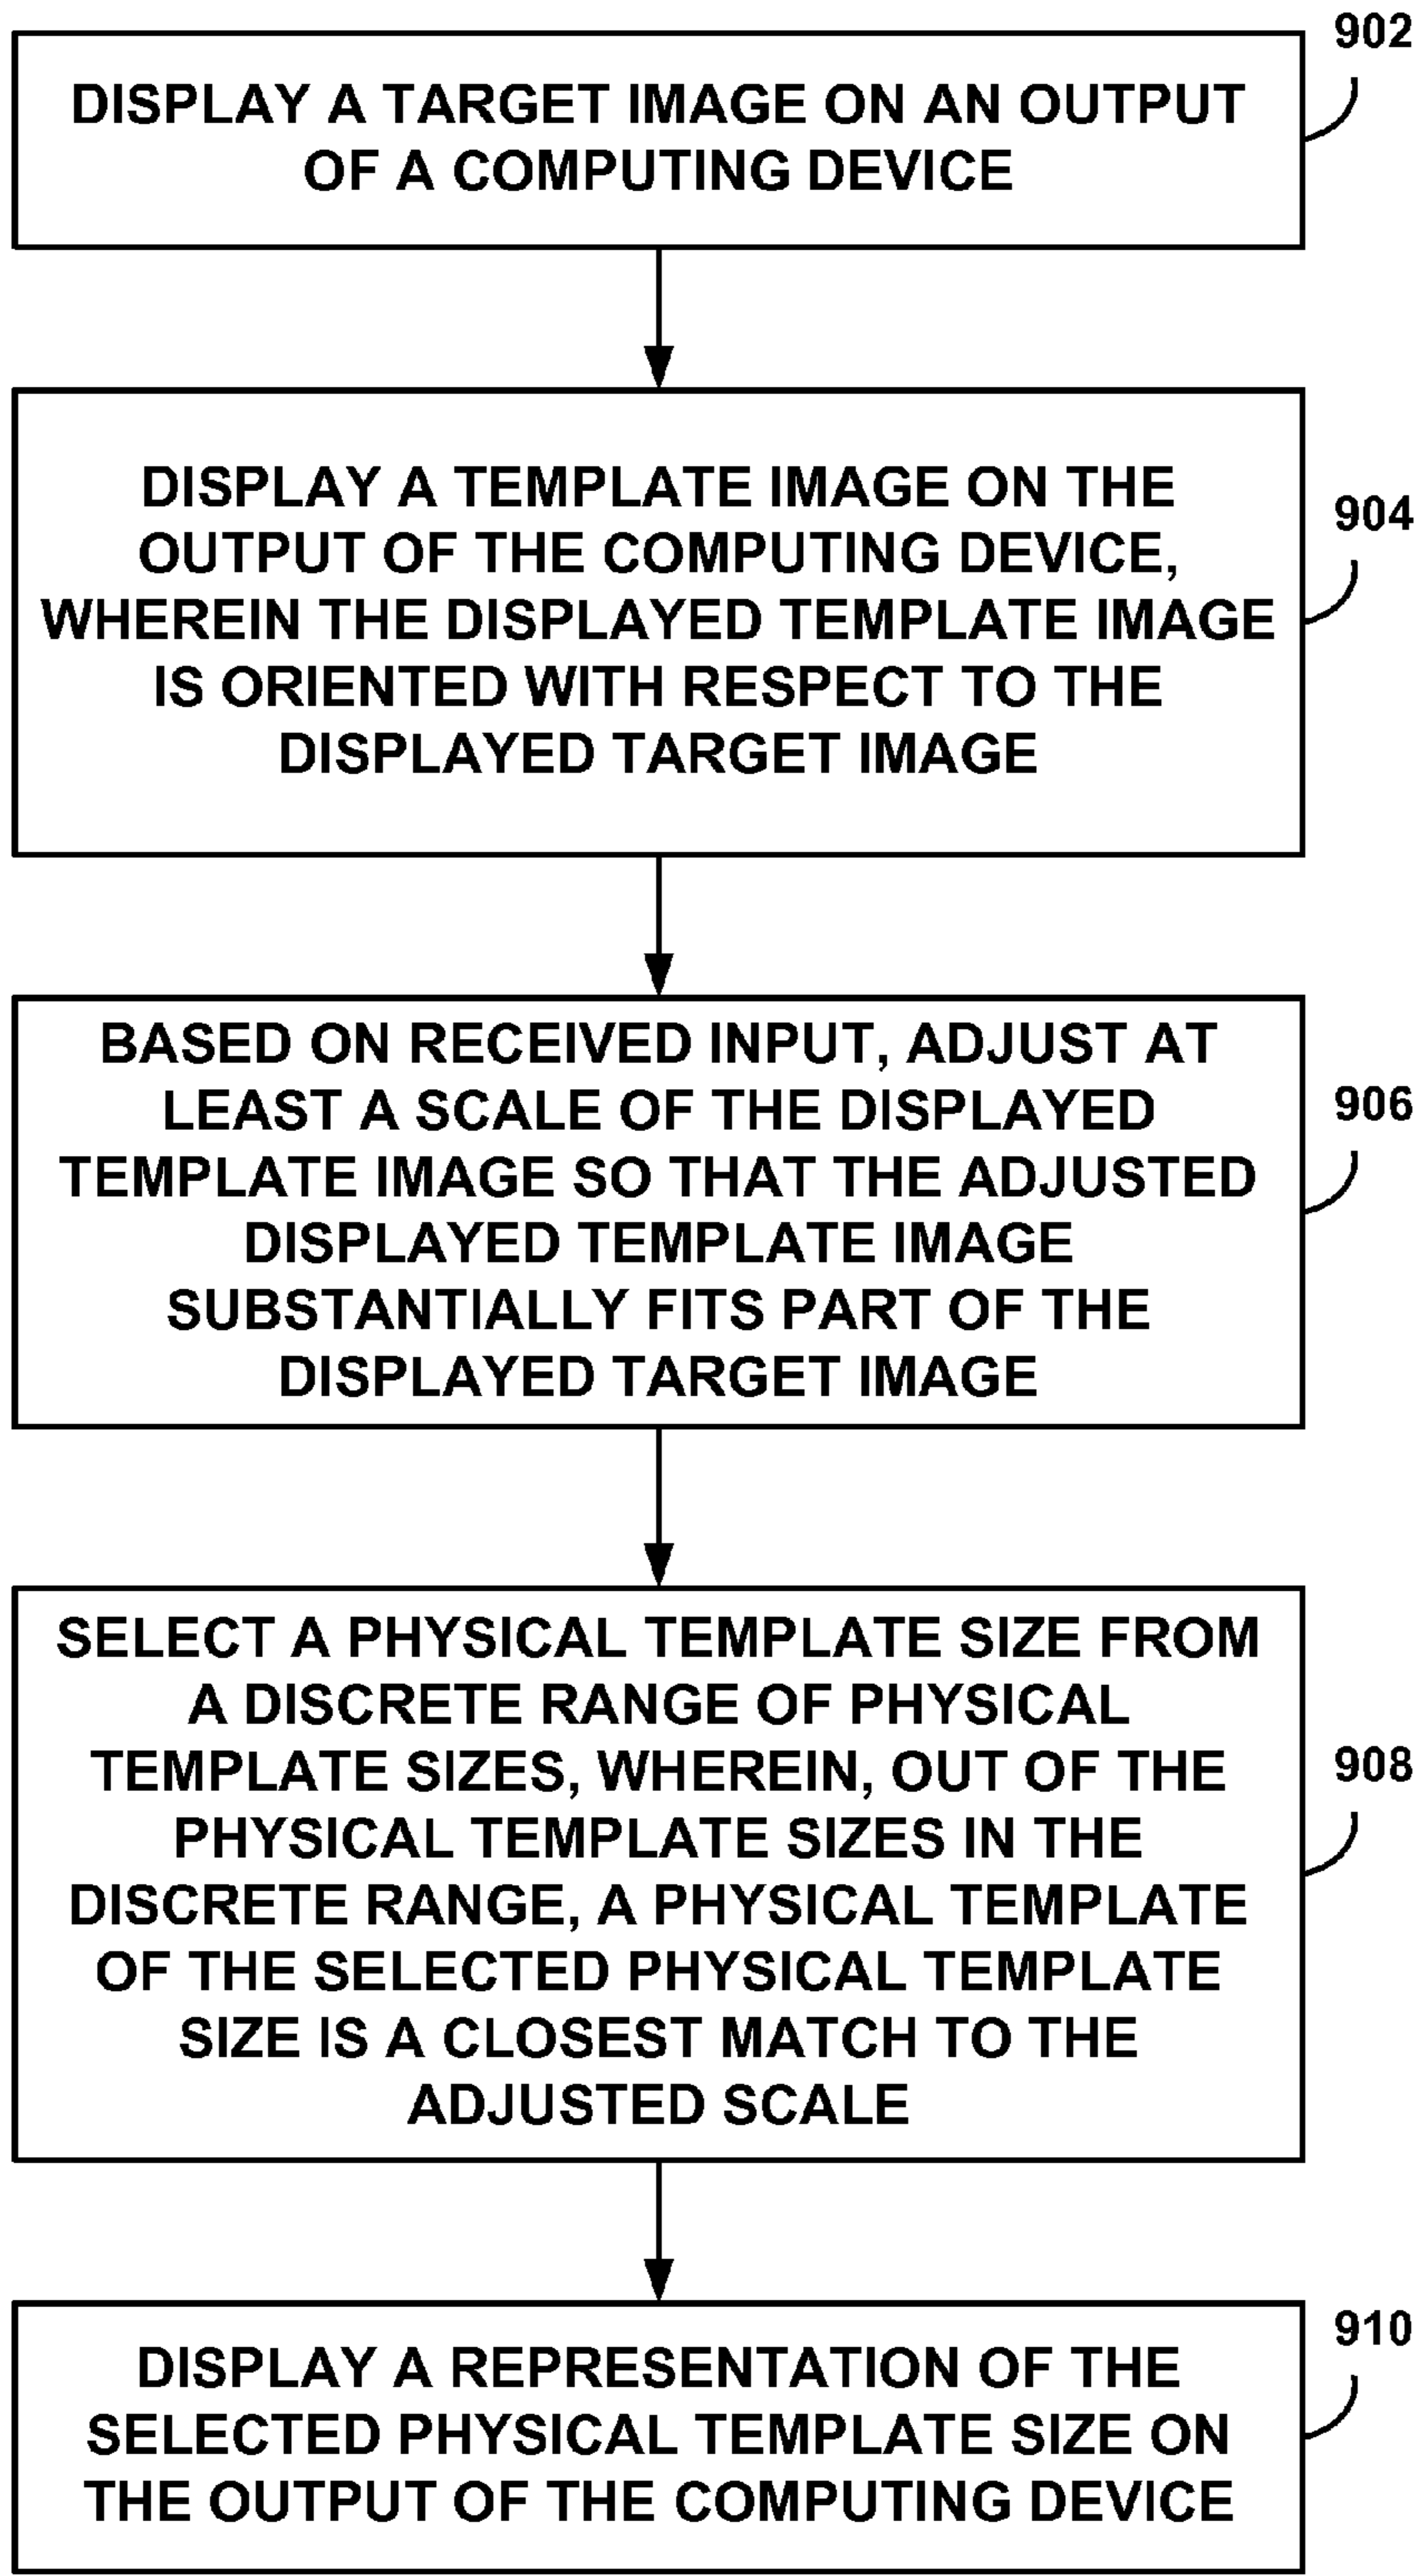 902
DISPLAY A TARGET IMAGE ON AN OUTPUT
OF A COMPUTING DEVICE
DISPLAY A TEMPLATE IMAGE ON THE
OUTPUT OF THE COMPUTING DEVICE,
WHEREIN THE DISPLAYED TEMPLATE IMAGE
IS ORIENTED WITH RESPECT TO THE
DISPLAYED TARGET IMAGE
904
BASED ON RECEIVED INPUT, ADJUST AT
LEAST A SCALE OF THE DISPLAYED
TEMPLATE IMAGE SO THAT THE ADJUSTED
DISPLAYED TEMPLATE IMAGE
SUBSTANTIALLY FITS PART OF THE
DISPLAYED TARGET IMAGE
906
SELECT A PHYSICAL TEMPLATE SIZE FROM
A DISCRETE RANGE OF PHYSICAL
TEMPLATE SIZES, WHEREIN, OUT OF THE
PHYSICAL TEMPLATE SIZES IN THE
DISCRETE RANGE, A PHYSICAL TEMPLATE
OF THE SELECTED PHYSICAL TEMPLATE
SIZE IS A CLOSEST MATCH TO THE
ADJUSTED SCALE
908
DISPLAY A REPRESENTATION OF THE
SELECTED PHYSICAL TEMPLATE SIZE ON
THE OUTPUT OF THE COMPUTING DEVICE
910